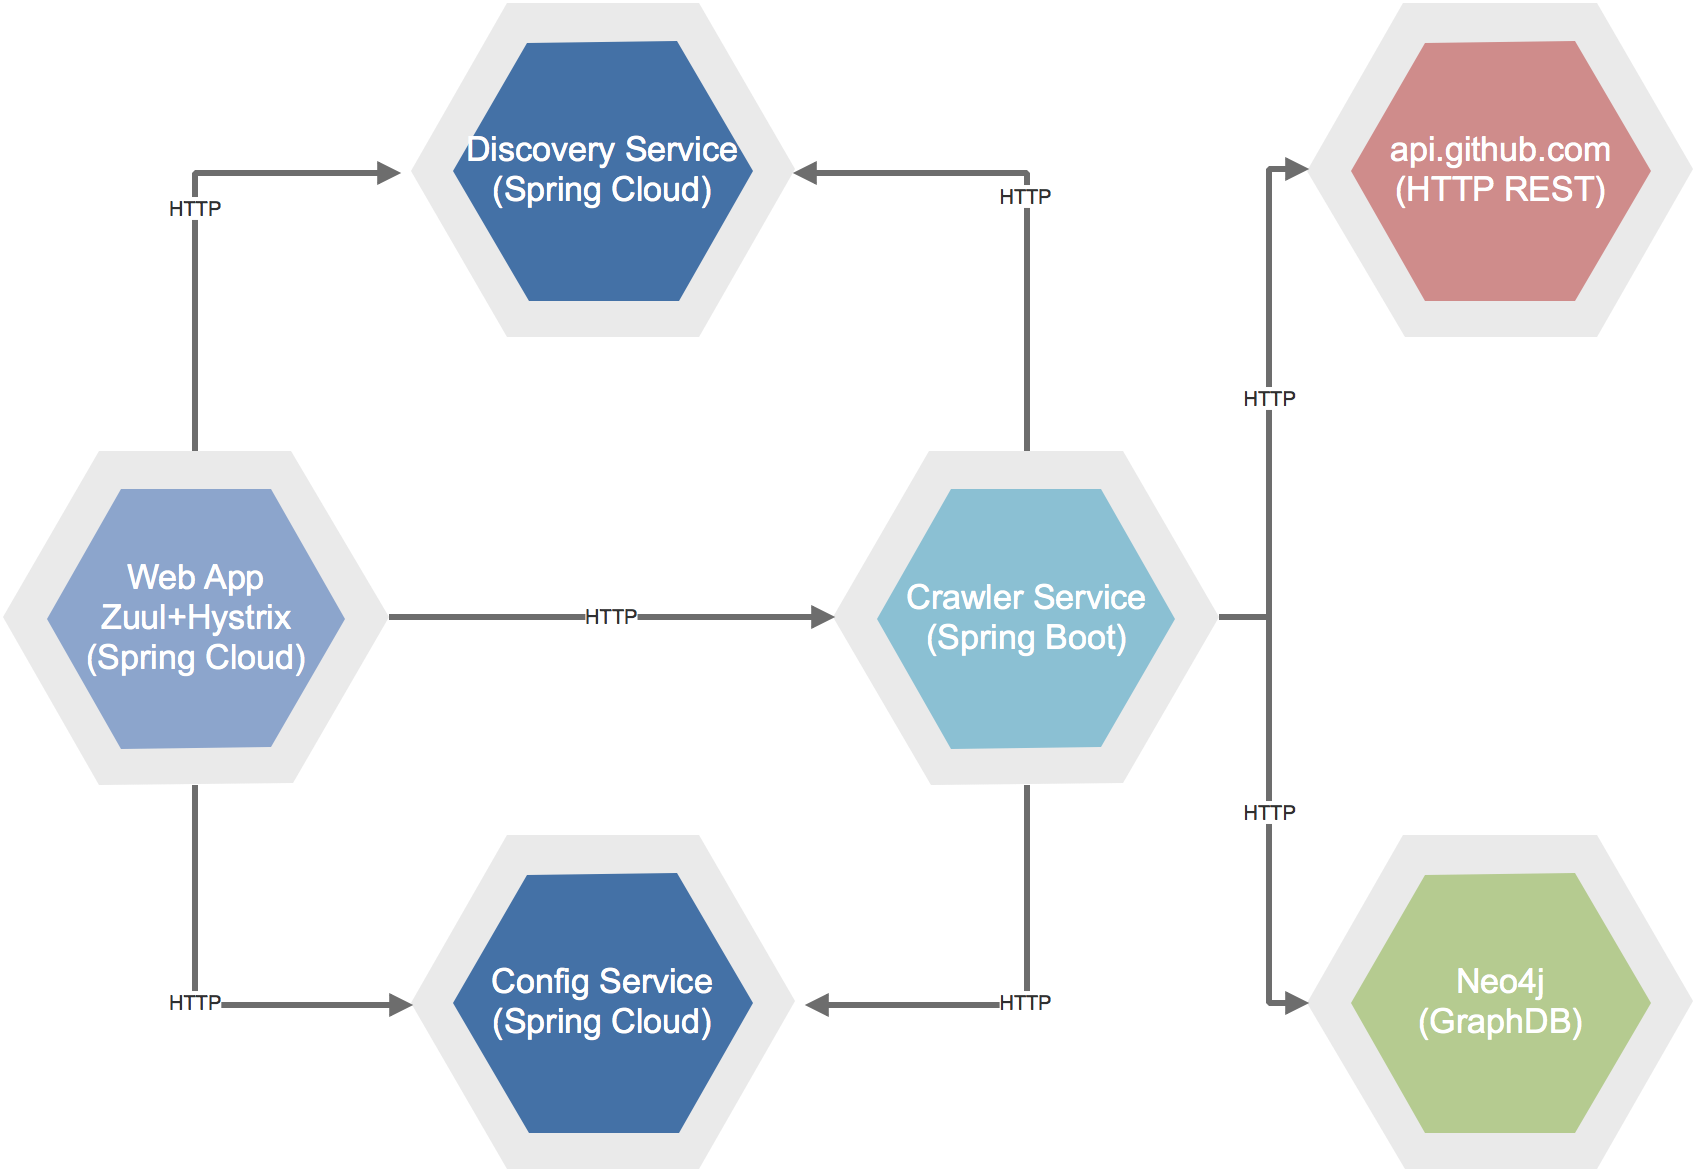 Discovery Service
(Spring Cloud)
api.github.com
(HTTP REST)
HTTP
HTTP
HTTP
Web App
Zuul+Hystrix
(Spring Cloud)
HTTP
Crawler Service
(Spring Boot)
HTTP
HTTP
Config Service
(Spring Cloud)
HTTP
Neo4j
(GraphDB)